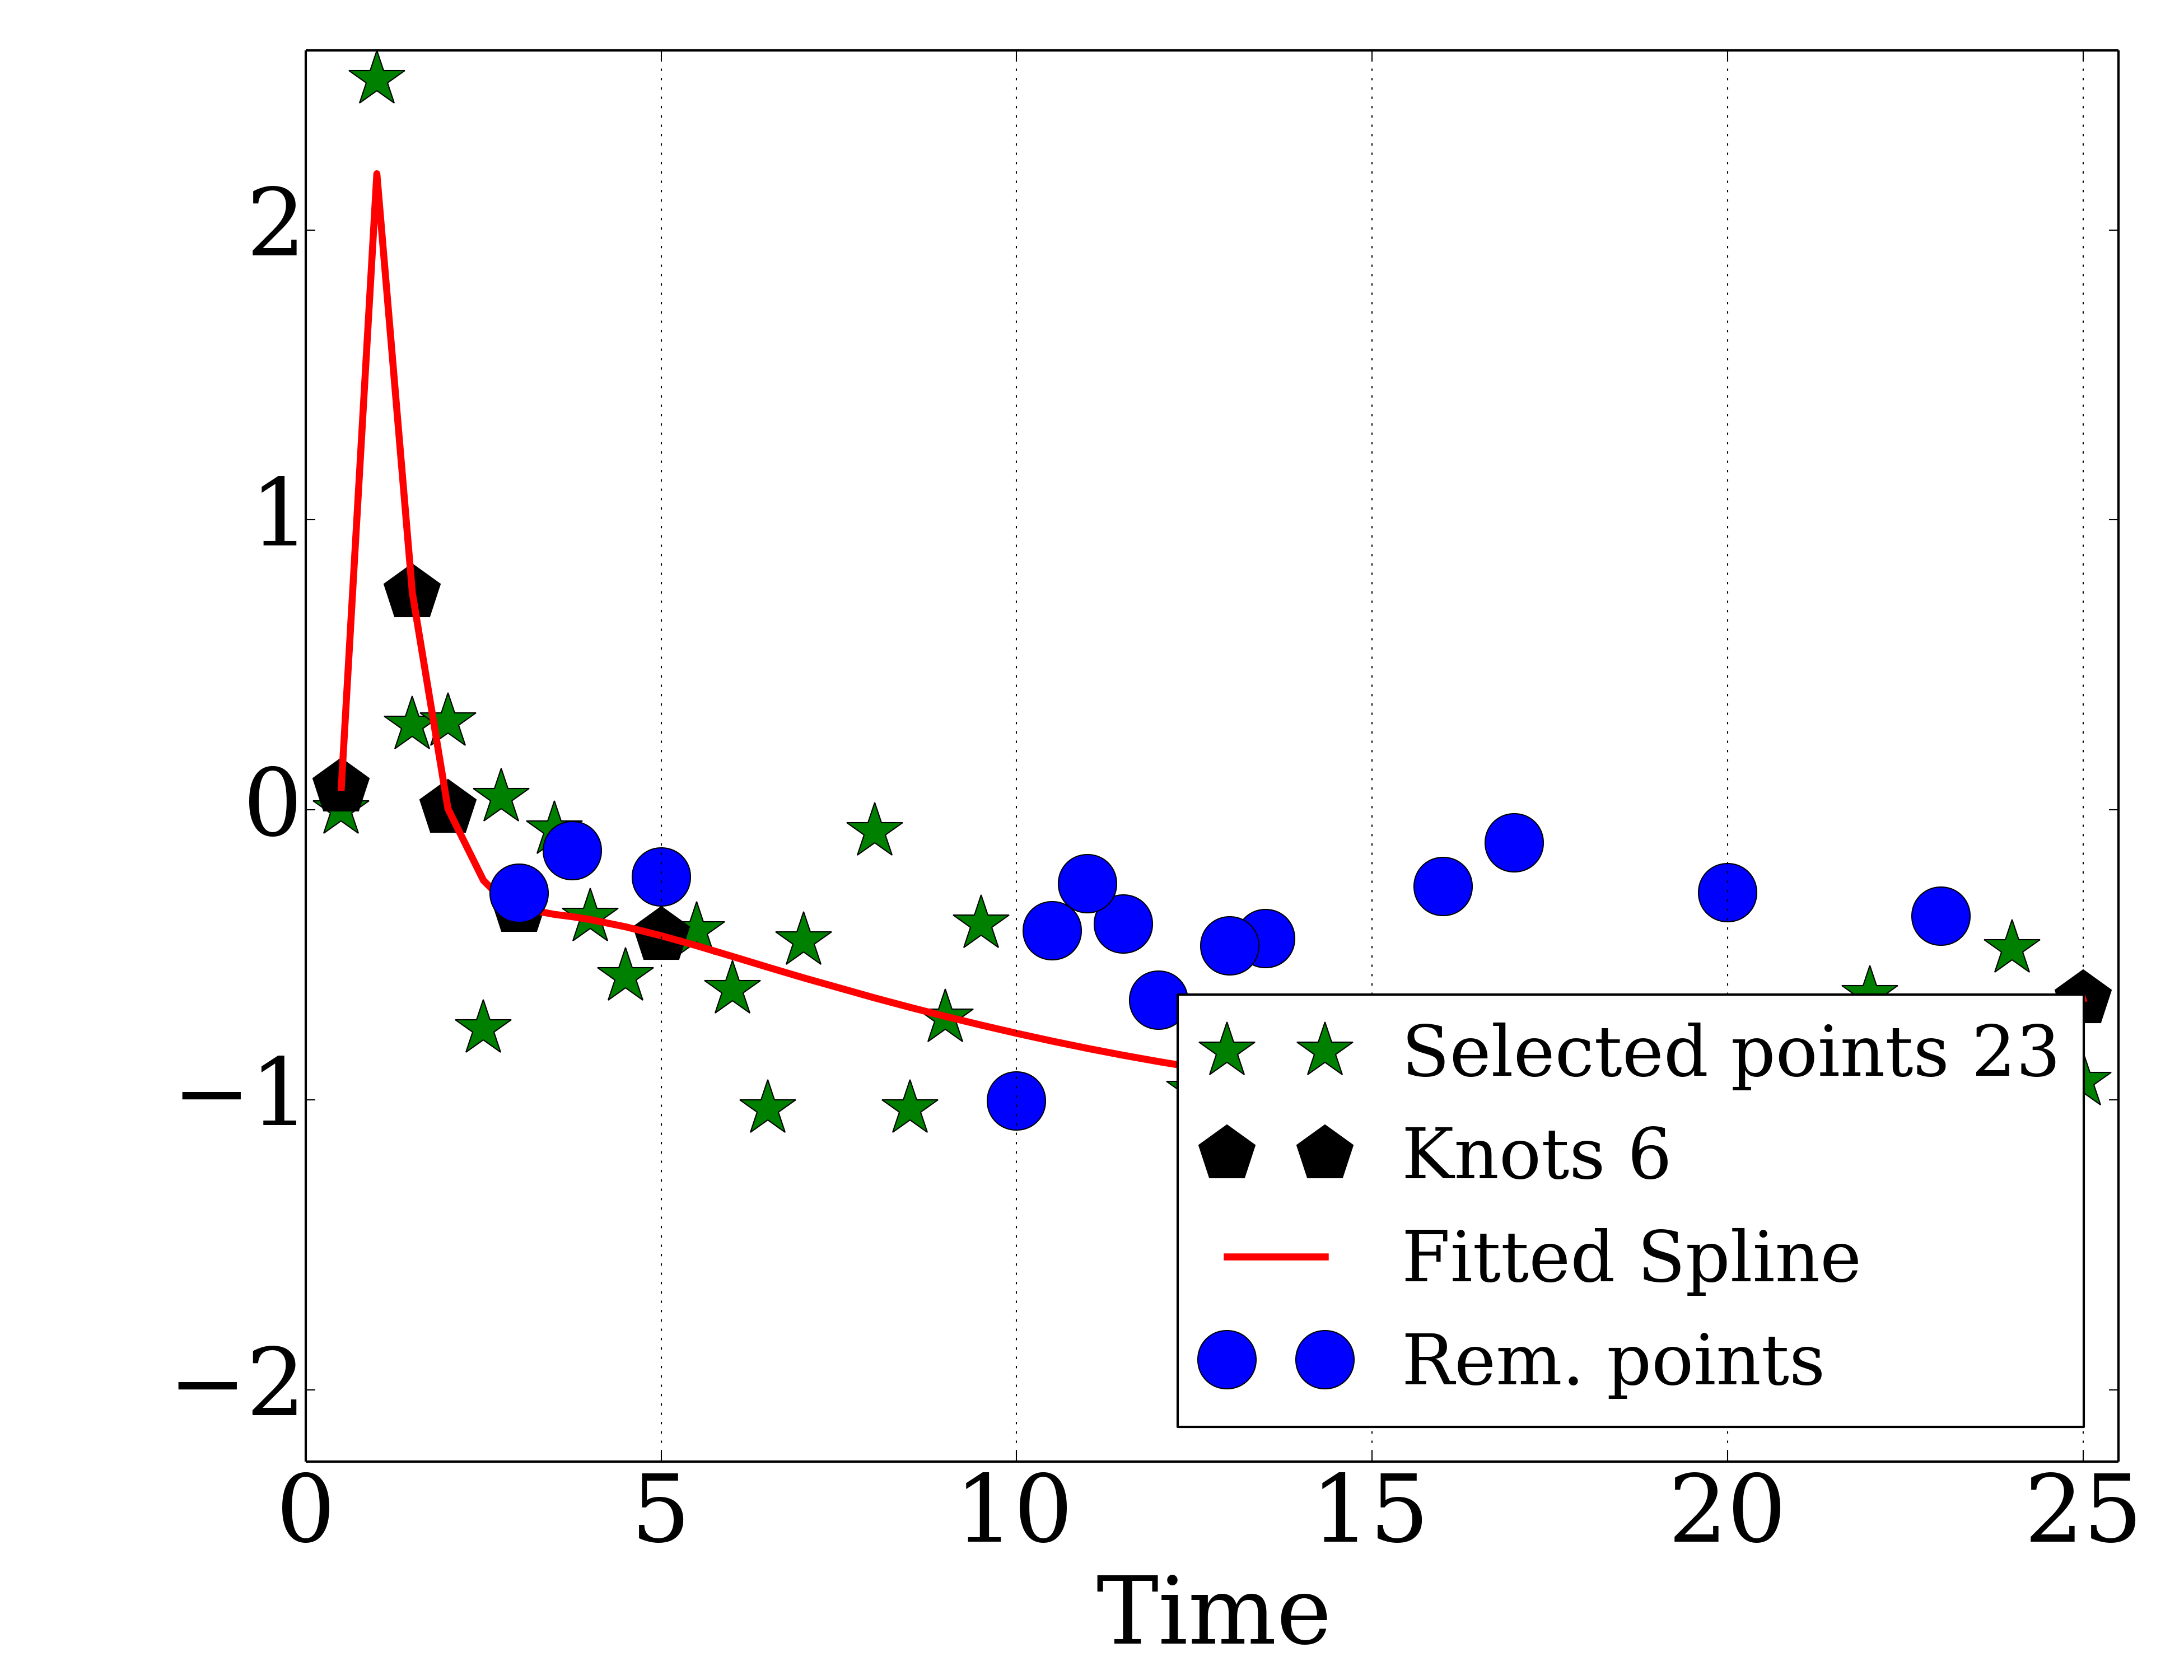 2
1
0
−1
−2
0 5 10 15 20 25
Time
Selected points 23
Knots 6
Fitted Spline
Rem. points